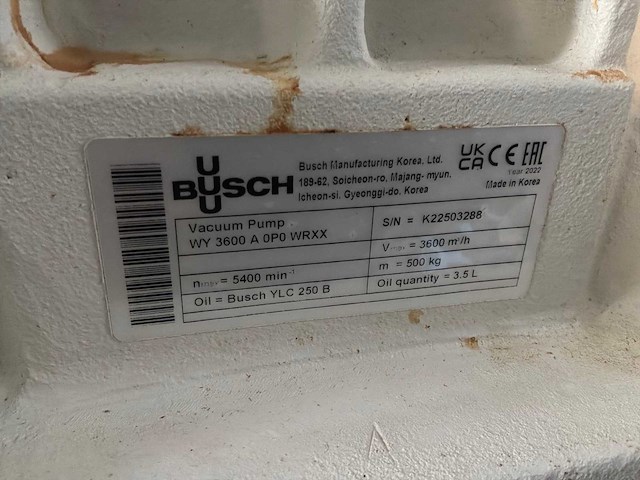 BUSCH
Busch Manufacturing Korea, Ltd.
189-62, Soicheon-ro, Majang- myun,
Icheon-si, Gyeonggi-do, Korea
UK
CA CE EAC
Year 2022
Made in Korea
Vacuum Pump
WY 3600 A 0P0 WRXX
S/N = K22503288
nmax = 5400 min⁻¹
Vmax = 3600 m³/h
m = 500 kg
Oil = Busch YLC 250 B
Oil quantity = 3.5 L